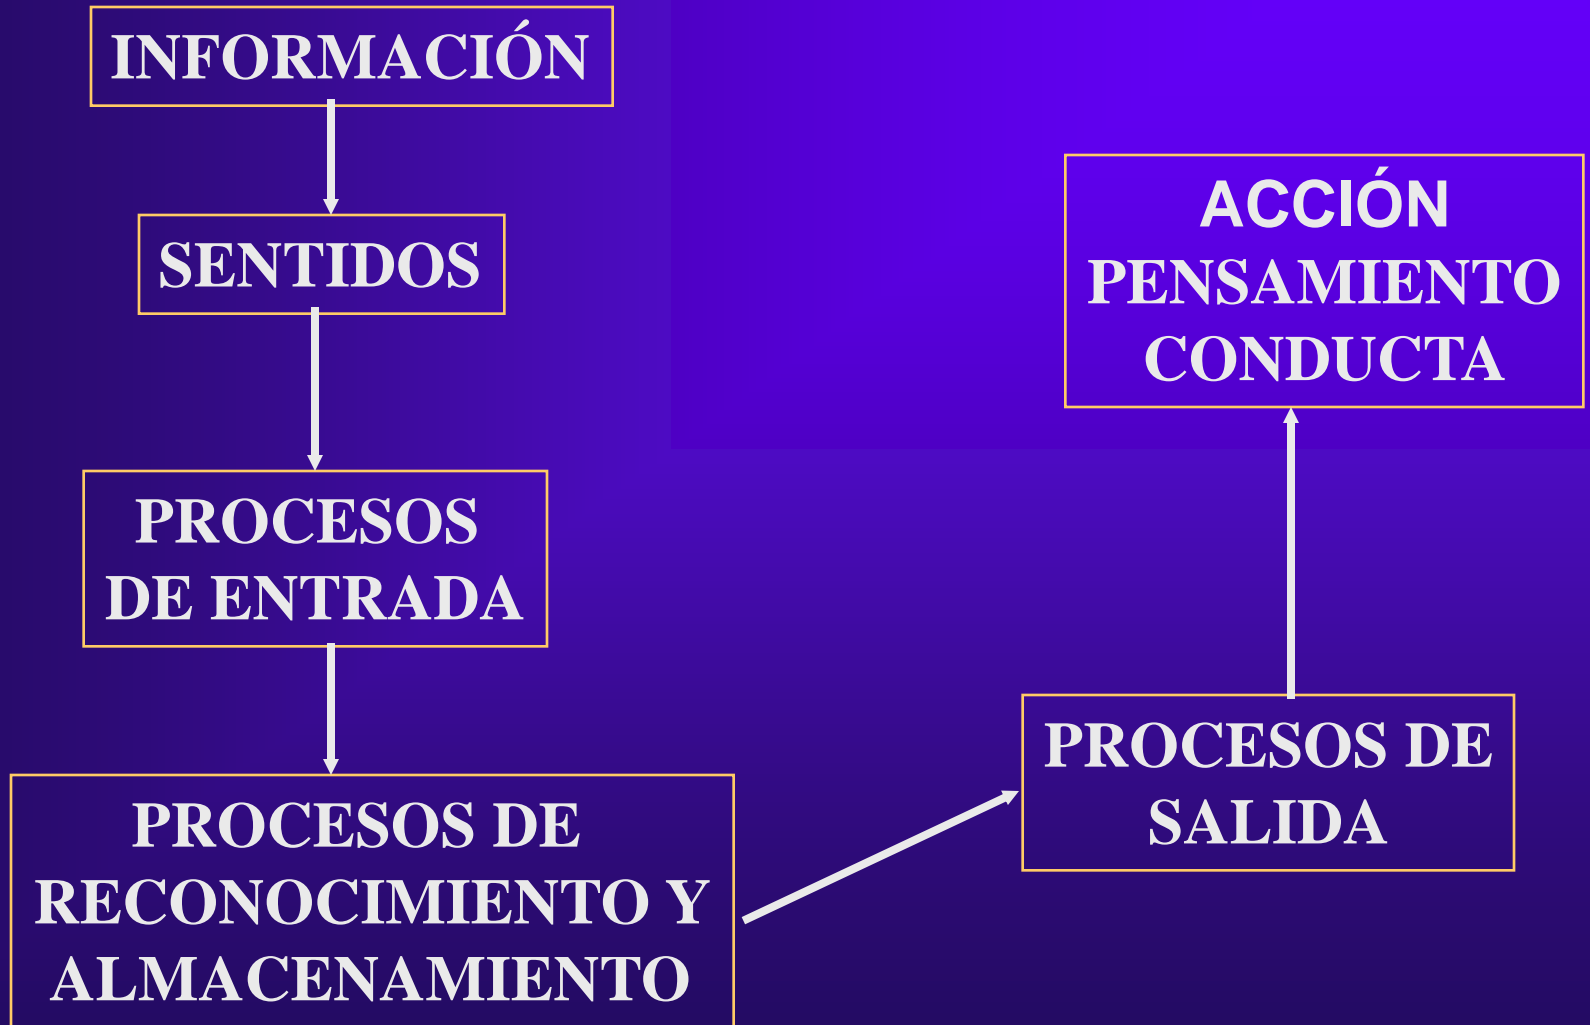 INFORMACIÓN
SENTIDOS
PROCESOS
DE ENTRADA
PROCESOS DE
RECONOCIMIENTO Y
ALMACENAMIENTO
PROCESOS DE
SALIDA
ACCIÓN
PENSAMIENTO
CONDUCTA